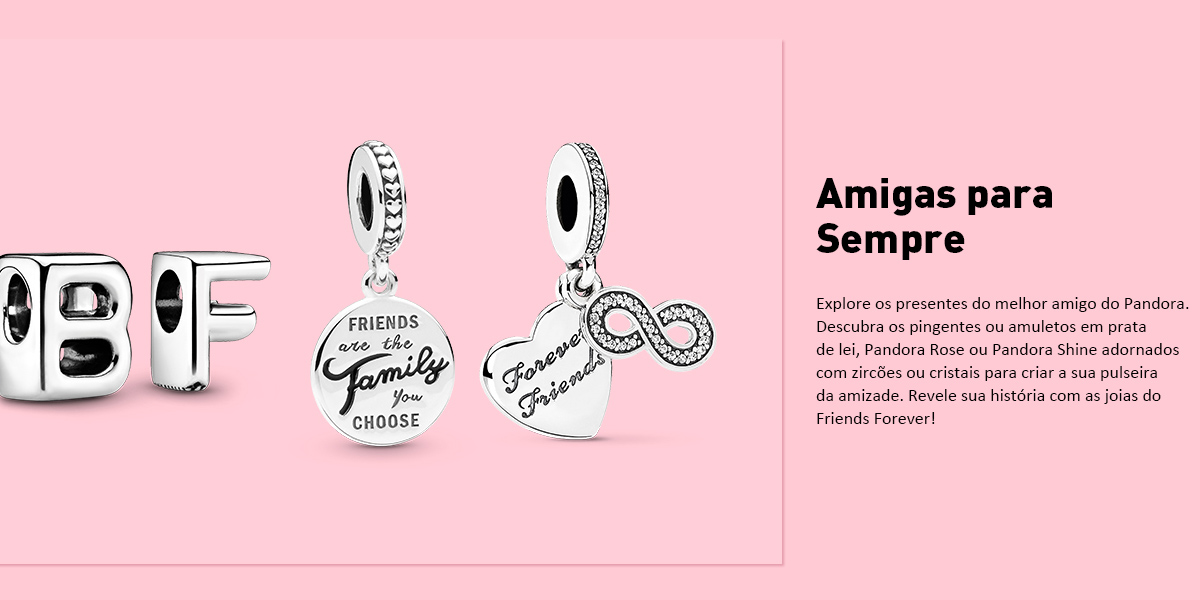 B F
FRIENDS
are the
Family
you
CHOOSE
Forever
Friends
Amigas para
Sempre
Explore os presentes do melhor amigo do Pandora.
Descubra os pingentes ou amuletos em prata
de lei, Pandora Rose ou Pandora Shine adornados
com zircões ou cristais para criar a sua pulseira
da amizade. Revele sua história com as joias do
Friends Forever!